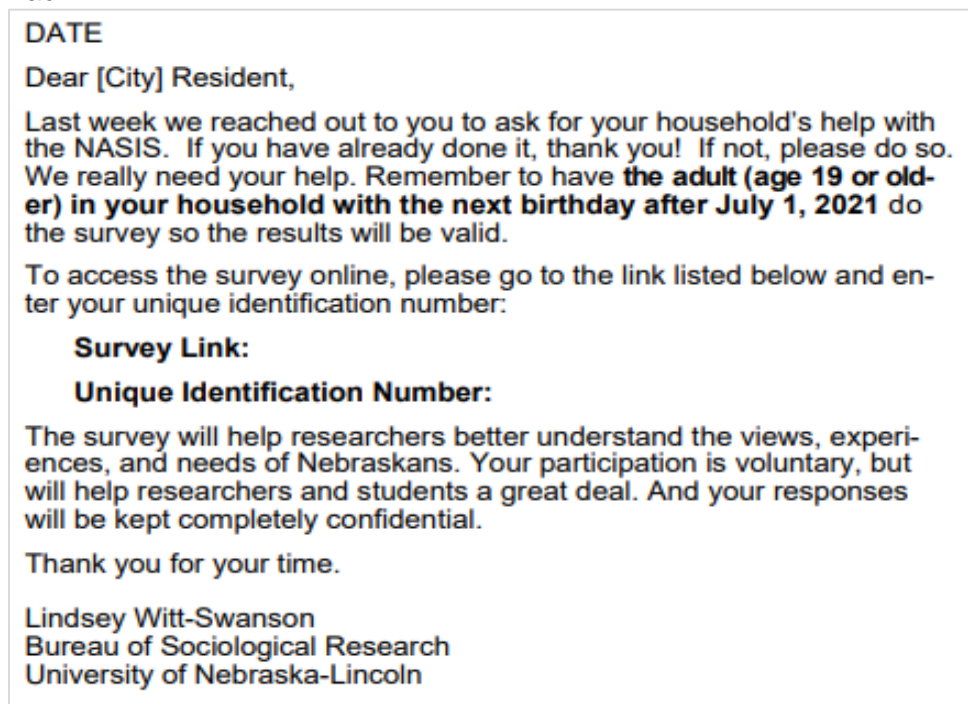 DATE
Dear [City] Resident,
Last week we reached out to you to ask for your household's help with
the NASIS.  If you have already done it, thank you!  If not, please do so.
We really need your help. Remember to have the adult (age 19 or old-
er) in your household with the next birthday after July 1, 2021 do
the survey so the results will be valid.
To access the survey online, please go to the link listed below and en-
ter your unique identification number:
Survey Link:
Unique Identification Number:
The survey will help researchers better understand the views, experi-
ences, and needs of Nebraskans. Your participation is voluntary, but
will help researchers and students a great deal. And your responses
will be kept completely confidential.
Thank you for your time.
Lindsey Witt-Swanson
Bureau of Sociological Research
University of Nebraska-Lincoln